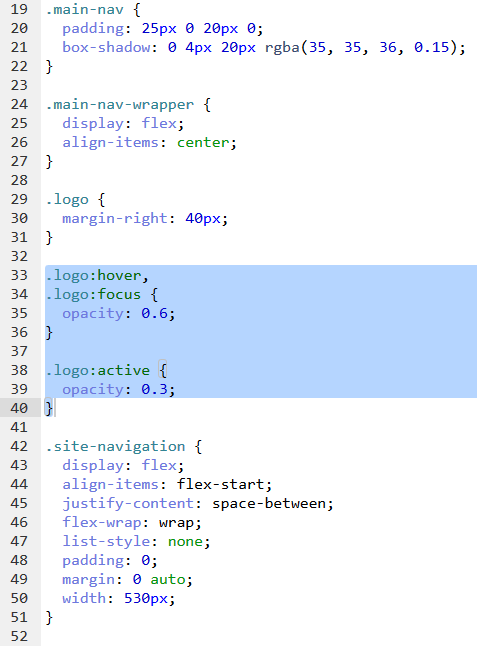 19 .main-nav {
20   padding: 25px 0 20px 0;
21   box-shadow: 0 4px 20px rgba(35, 35, 36, 0.15);
22 }
23
24 .main-nav-wrapper {
25   display: flex;
26   align-items: center;
27 }
28
29 .logo {
30   margin-right: 40px;
31 }
32
33 .logo:hover,
34 .logo:focus {
35   opacity: 0.6;
36 }
37
38 .logo:active {
39   opacity: 0.3;
40 }
41
42 .site-navigation {
43   display: flex;
44   align-items: flex-start;
45   justify-content: space-between;
46   flex-wrap: wrap;
47   list-style: none;
48   padding: 0;
49   margin: 0 auto;
50   width: 530px;
51 }
52